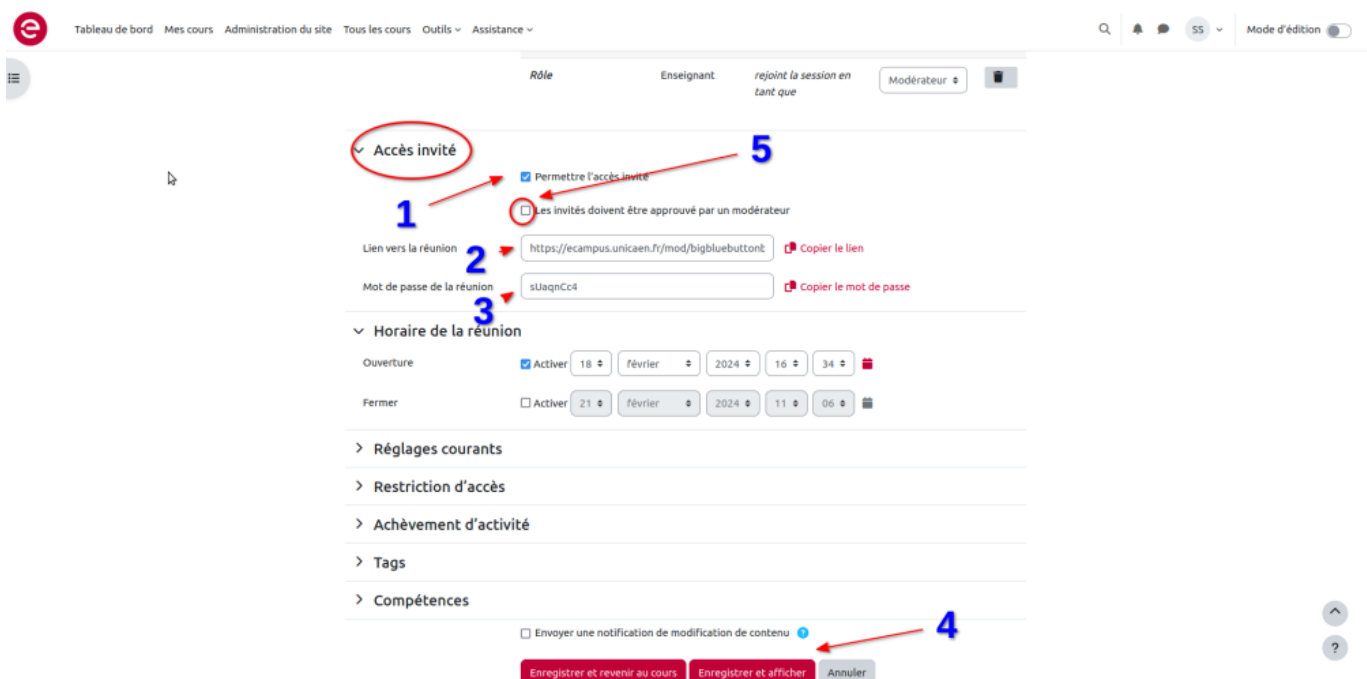 e Tableau de bord Mes cours Administration du site Tous les cours Outils Assistance SS Mode d'édition
Rôle Enseignant rejoint la session en Modérateur
tant que
5
Accès invité
Permettre l'accès invité
1
Les invités doivent être approuvé par un modérateur
Lien vers la réunion 2 https://ecampus.unicaen.fr/mod/bigbluebuttont Copier le lien
Mot de passe de la réunion sUaqnCc4 Copier le mot de passe
3
Horaire de la réunion
Ouverture Activer 18 février 2024 16 34
Fermer Activer 21 février 2024 11 06
Réglages courants
Restriction d'accès
Achèvement d'activité
Tags
Compétences
4
Envoyer une notification de modification de contenu ?
?
Enregistrer et revenir au cours Enregistrer et afficher Annuler